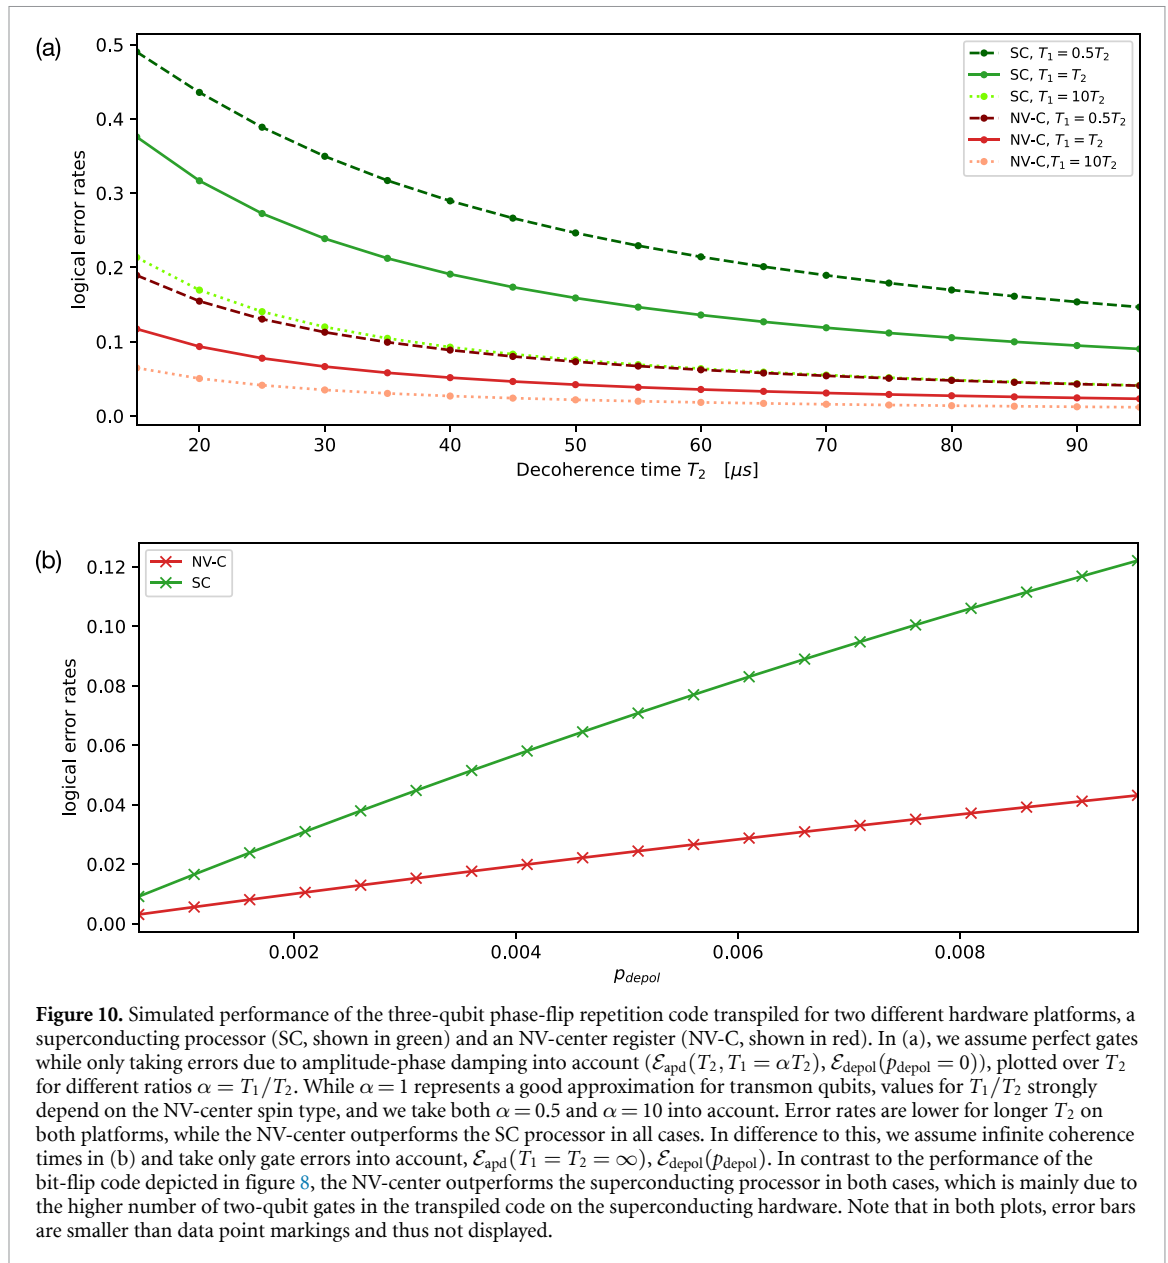 (a)
0.5
0.4
0.3
0.2
0.1
0.0
logical error rates
SC, T₁ = 0.5T₂
SC, T₁ = T₂
SC, T₁ = 10T₂
NV-C, T₁ = 0.5T₂
NV-C, T₁ = T₂
NV-C,T₁ = 10T₂
20 30 40 50 60 70 80 90
Decoherence time T₂ [μs]
(b)
NV-C
SC
0.12
0.10
0.08
0.06
0.04
0.02
0.00
logical error rates
0.002 0.004 0.006 0.008
p_depol
Figure 10. Simulated performance of the three-qubit phase-flip repetition code transpiled for two different hardware platforms, a
superconducting processor (SC, shown in green) and an NV-center register (NV-C, shown in red). In (a), we assume perfect gates
while only taking errors due to amplitude-phase damping into account (ℰ_apd(T₂, T₁ = αT₂), ℰ_depol(p_depol = 0)), plotted over T₂
for different ratios α = T₁/T₂. While α = 1 represents a good approximation for transmon qubits, values for T₁/T₂ strongly
depend on the NV-center spin type, and we take both α = 0.5 and α = 10 into account. Error rates are lower for longer T₂ on
both platforms, while the NV-center outperforms the SC processor in all cases. In difference to this, we assume infinite coherence
times in (b) and take only gate errors into account, ℰ_apd(T₁ = T₂ = ∞), ℰ_depol(p_depol). In contrast to the performance of the
bit-flip code depicted in figure 8, the NV-center outperforms the superconducting processor in both cases, which is mainly due to
the higher number of two-qubit gates in the transpiled code on the superconducting hardware. Note that in both plots, error bars
are smaller than data point markings and thus not displayed.